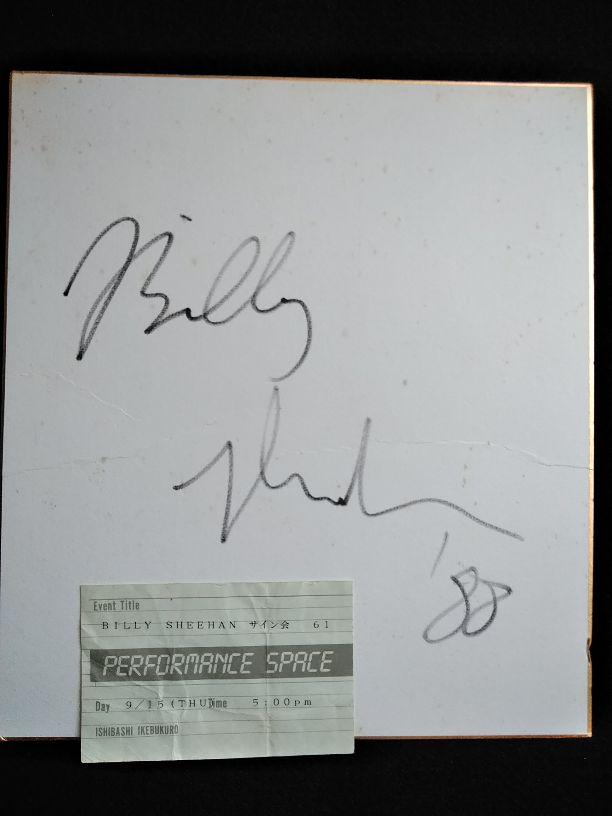 Billy
Sheehan
'88
Event Title
BILLY SHEEHAN サイン会 61
PERFORMANCE SPACE
Day 9/15(THU)Time 5:00pm
ISHIBASHI IKEBUKURO